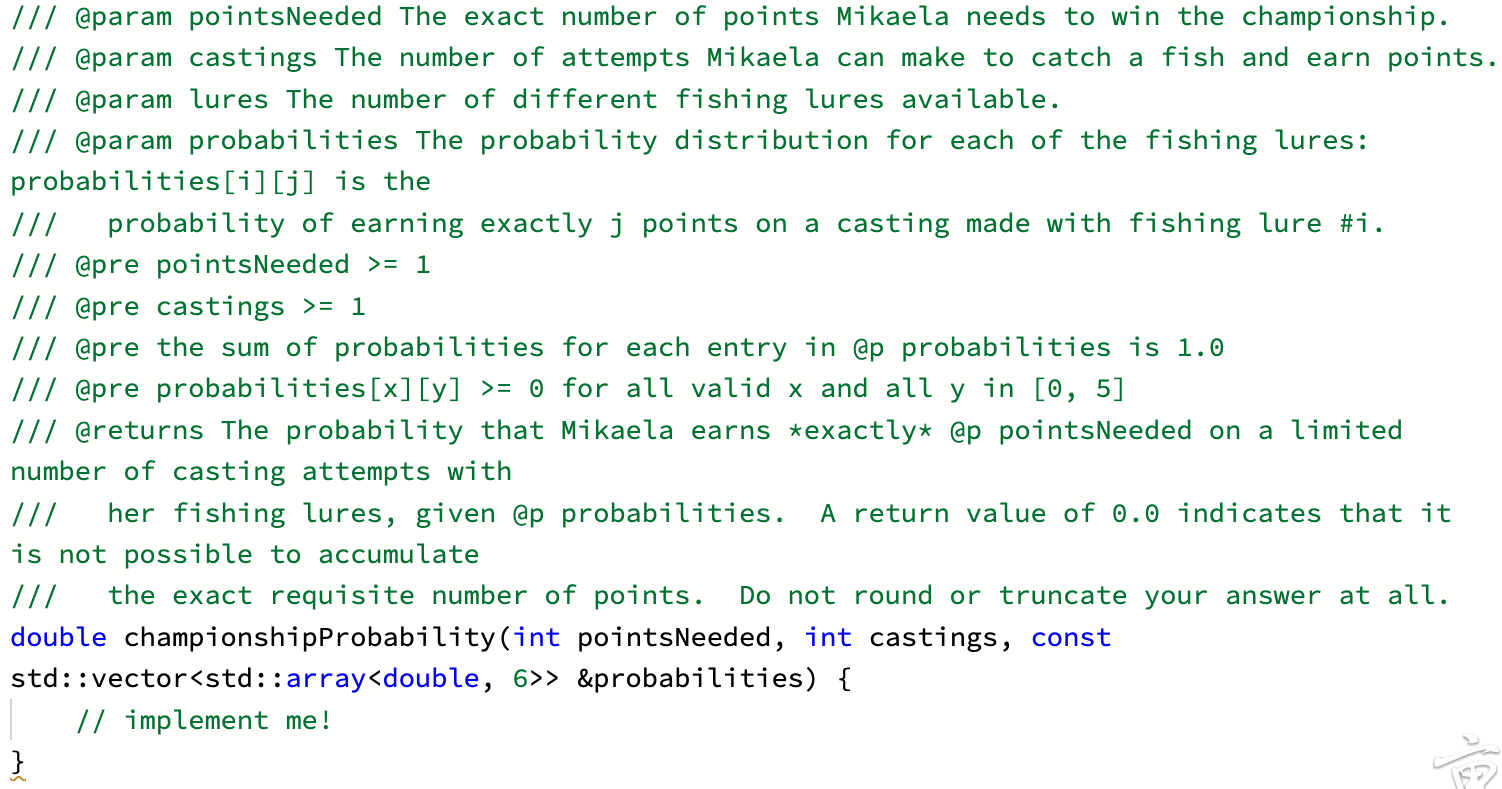 /// @param pointsNeeded The exact number of points Mikaela needs to win the championship.
/// @param castings The number of attempts Mikaela can make to catch a fish and earn points.
/// @param lures The number of different fishing lures available.
/// @param probabilities The probability distribution for each of the fishing lures:
probabilities[i][j] is the
///   probability of earning exactly j points on a casting made with fishing lure #i.
/// @pre pointsNeeded >= 1
/// @pre castings >= 1
/// @pre the sum of probabilities for each entry in @p probabilities is 1.0
/// @pre probabilities[x][y] >= 0 for all valid x and all y in [0, 5]
/// @returns The probability that Mikaela earns *exactly* @p pointsNeeded on a limited
number of casting attempts with
///   her fishing lures, given @p probabilities.  A return value of 0.0 indicates that it
is not possible to accumulate
///   the exact requisite number of points.  Do not round or truncate your answer at all.
double championshipProbability(int pointsNeeded, int castings, const
std::vector<std::array<double, 6>> &probabilities) {
    // implement me!
}